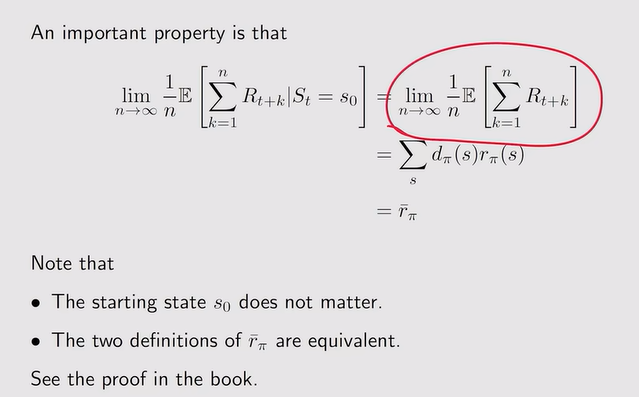 An important property is that
$\lim_{n\to\infty} \frac{1}{n} \mathbb{E}\left[\sum_{k=1}^{n} R_{t+k} | S_t = s_0\right] = \lim_{n\to\infty} \frac{1}{n} \mathbb{E}\left[\sum_{k=1}^{n} R_{t+k}\right]$
$= \sum_{s} d_\pi(s) r_\pi(s)$
$= \bar{r}_\pi$
Note that
• The starting state $s_0$ does not matter.
• The two definitions of $\bar{r}_\pi$ are equivalent.
See the proof in the book.